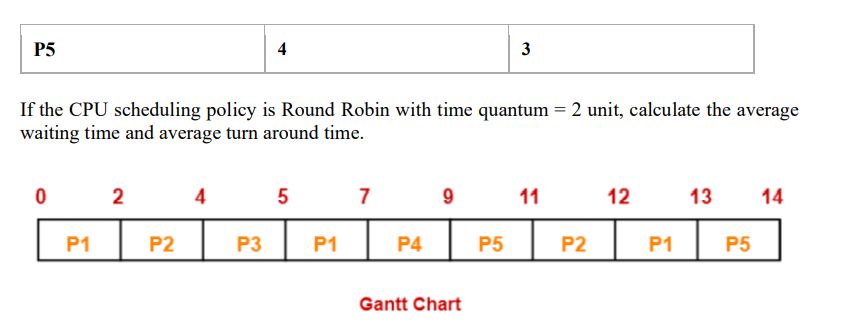 P5 4 3
If the CPU scheduling policy is Round Robin with time quantum = 2 unit, calculate the average
waiting time and average turn around time.
0 2 4 5 7 9 11 12 13 14
P1 P2 P3 P1 P4 P5 P2 P1 P5
Gantt Chart